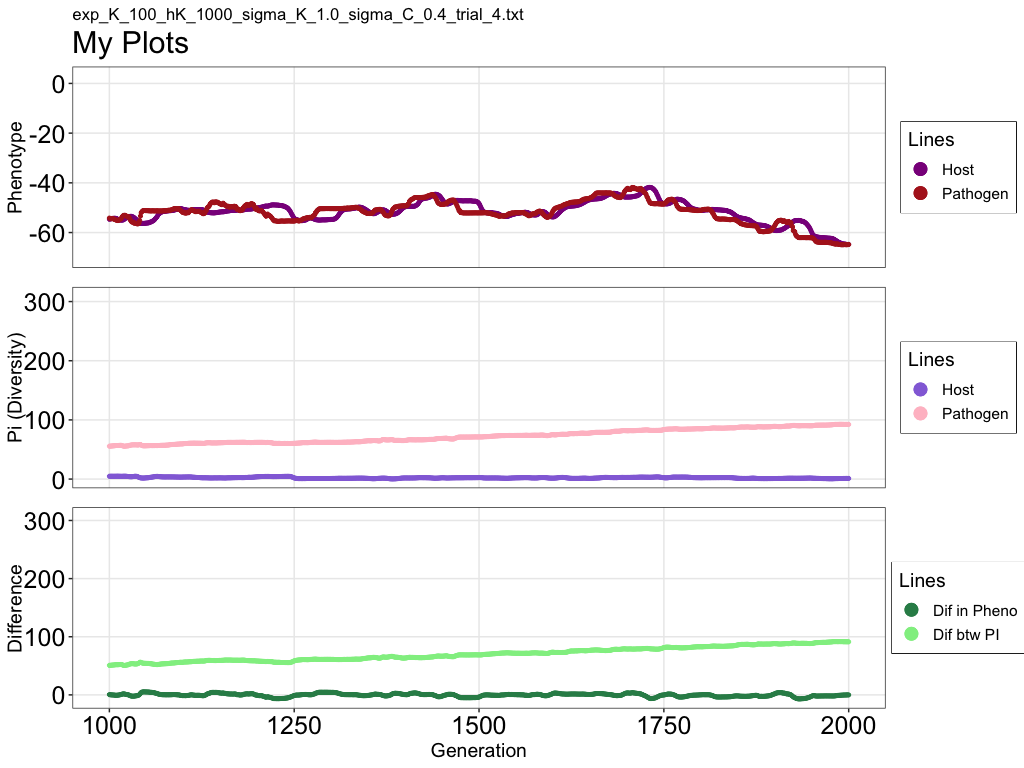 exp_K_100_hK_1000_sigma_K_1.0_sigma_C_0.4_trial_4.txt
My Plots
Phenotype
0
-20
-40
-60
Lines
Host
Pathogen
Pi (Diversity)
300
200
100
0
Lines
Host
Pathogen
Difference
300
200
100
0
Lines
Dif in Pheno
Dif btw PI
1000 1250 1500 1750 2000
Generation